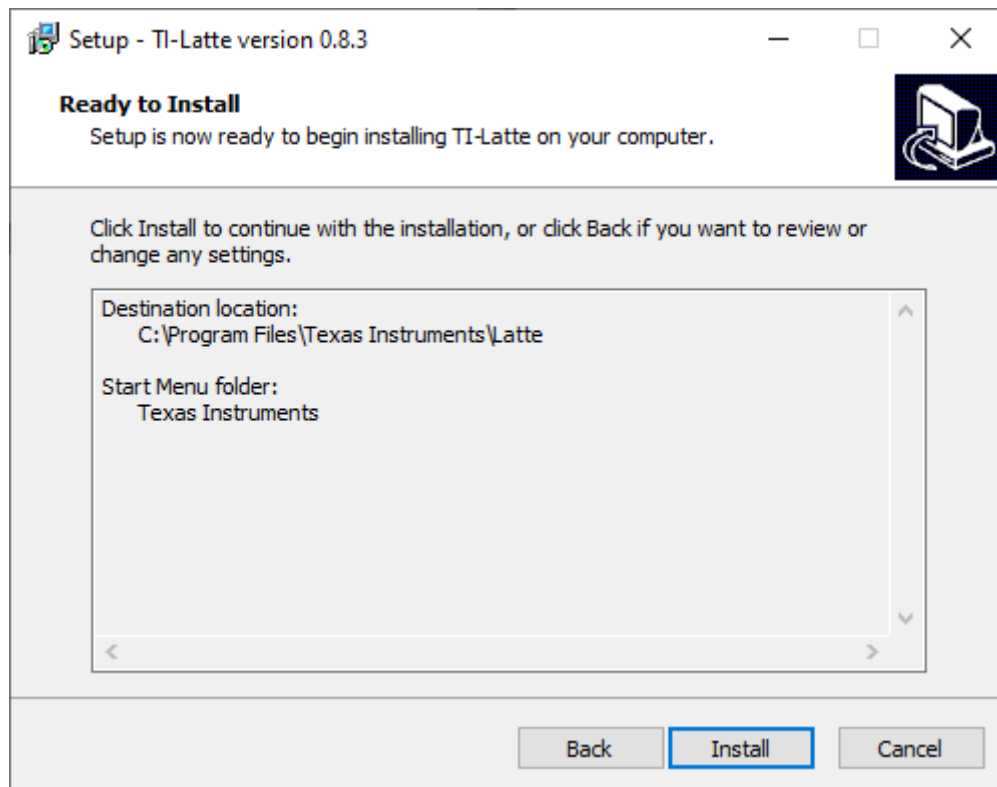 Setup - TI-Latte version 0.8.3
Ready to Install
Setup is now ready to begin installing TI-Latte on your computer.
Click Install to continue with the installation, or click Back if you want to review or
change any settings.
Destination location:
C:\Program Files\Texas Instruments\Latte
Start Menu folder:
Texas Instruments
Back
Install
Cancel